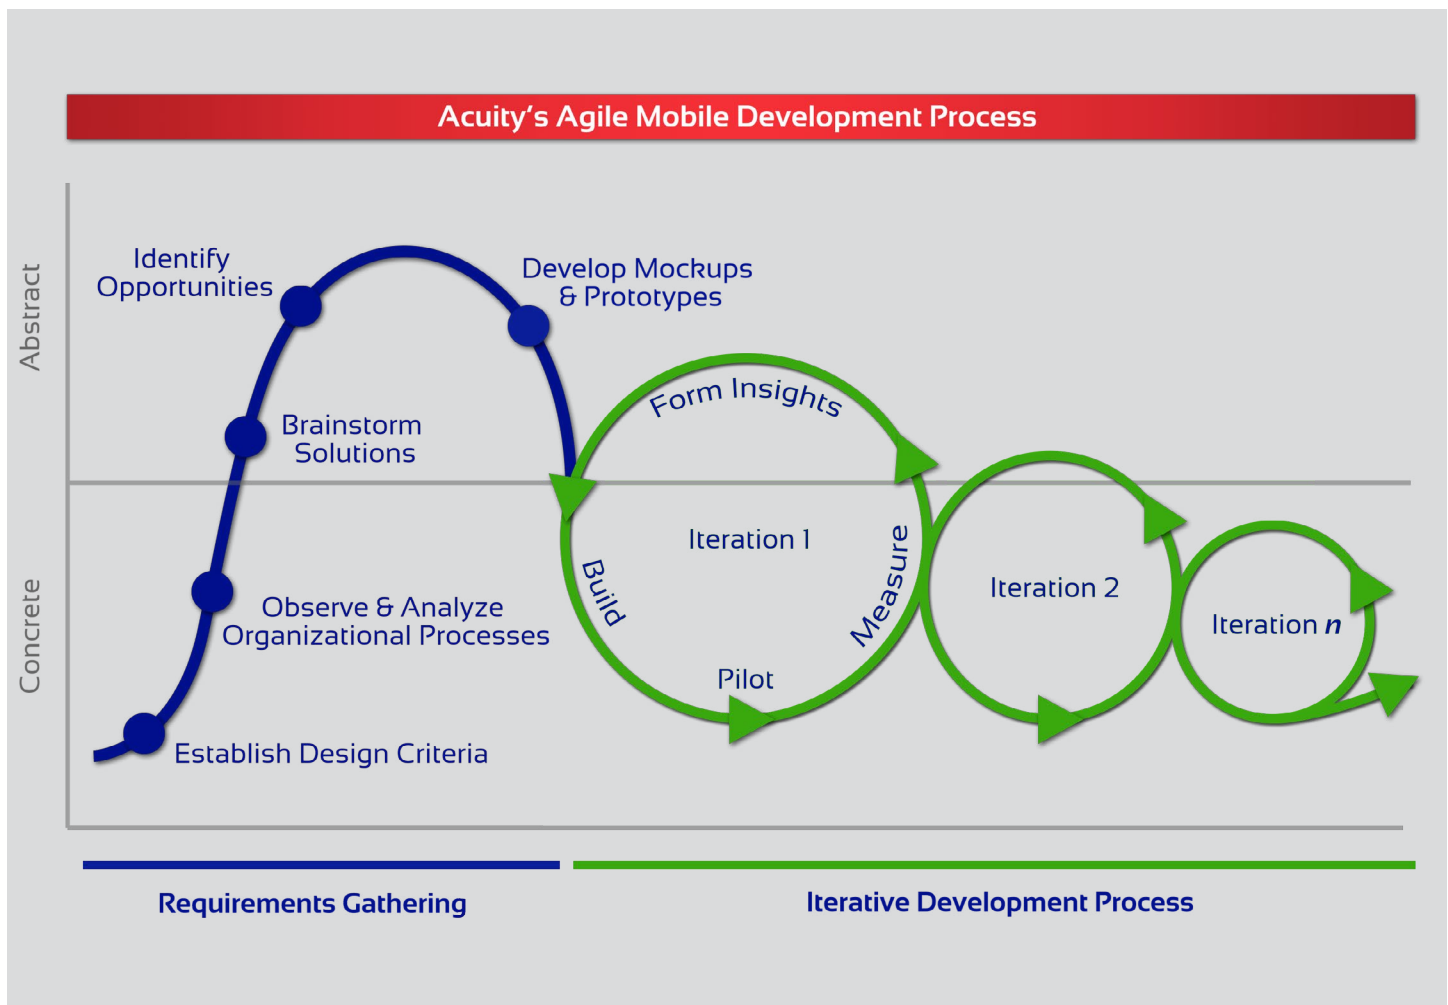 Acuity's Agile Mobile Development Process
Abstract
Concrete
Identify
Opportunities
Develop Mockups
& Prototypes
Brainstorm
Solutions
Observe & Analyze
Organizational Processes
Establish Design Criteria
Form Insights
Iteration 1
Build
Measure
Pilot
Iteration 2
Iteration n
Requirements Gathering
Iterative Development Process